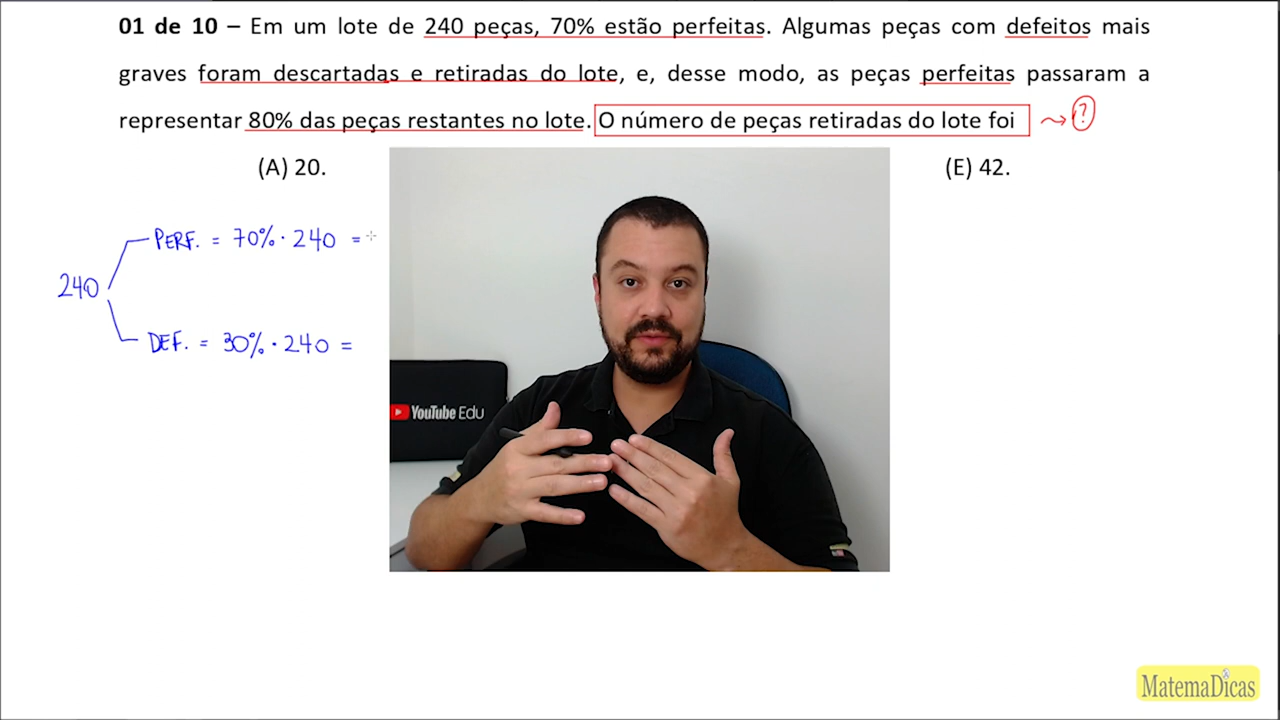 01 de 10 – Em um lote de 240 peças, 70% estão perfeitas. Algumas peças com defeitos mais
graves foram descartadas e retiradas do lote, e, desse modo, as peças perfeitas passaram a
representar 80% das peças restantes no lote. O número de peças retiradas do lote foi → ?
(A) 20. (E) 42.
PERF. = 70% · 240 =
240
DEF. = 30% · 240 =
YouTube Edu
MatemaDicas